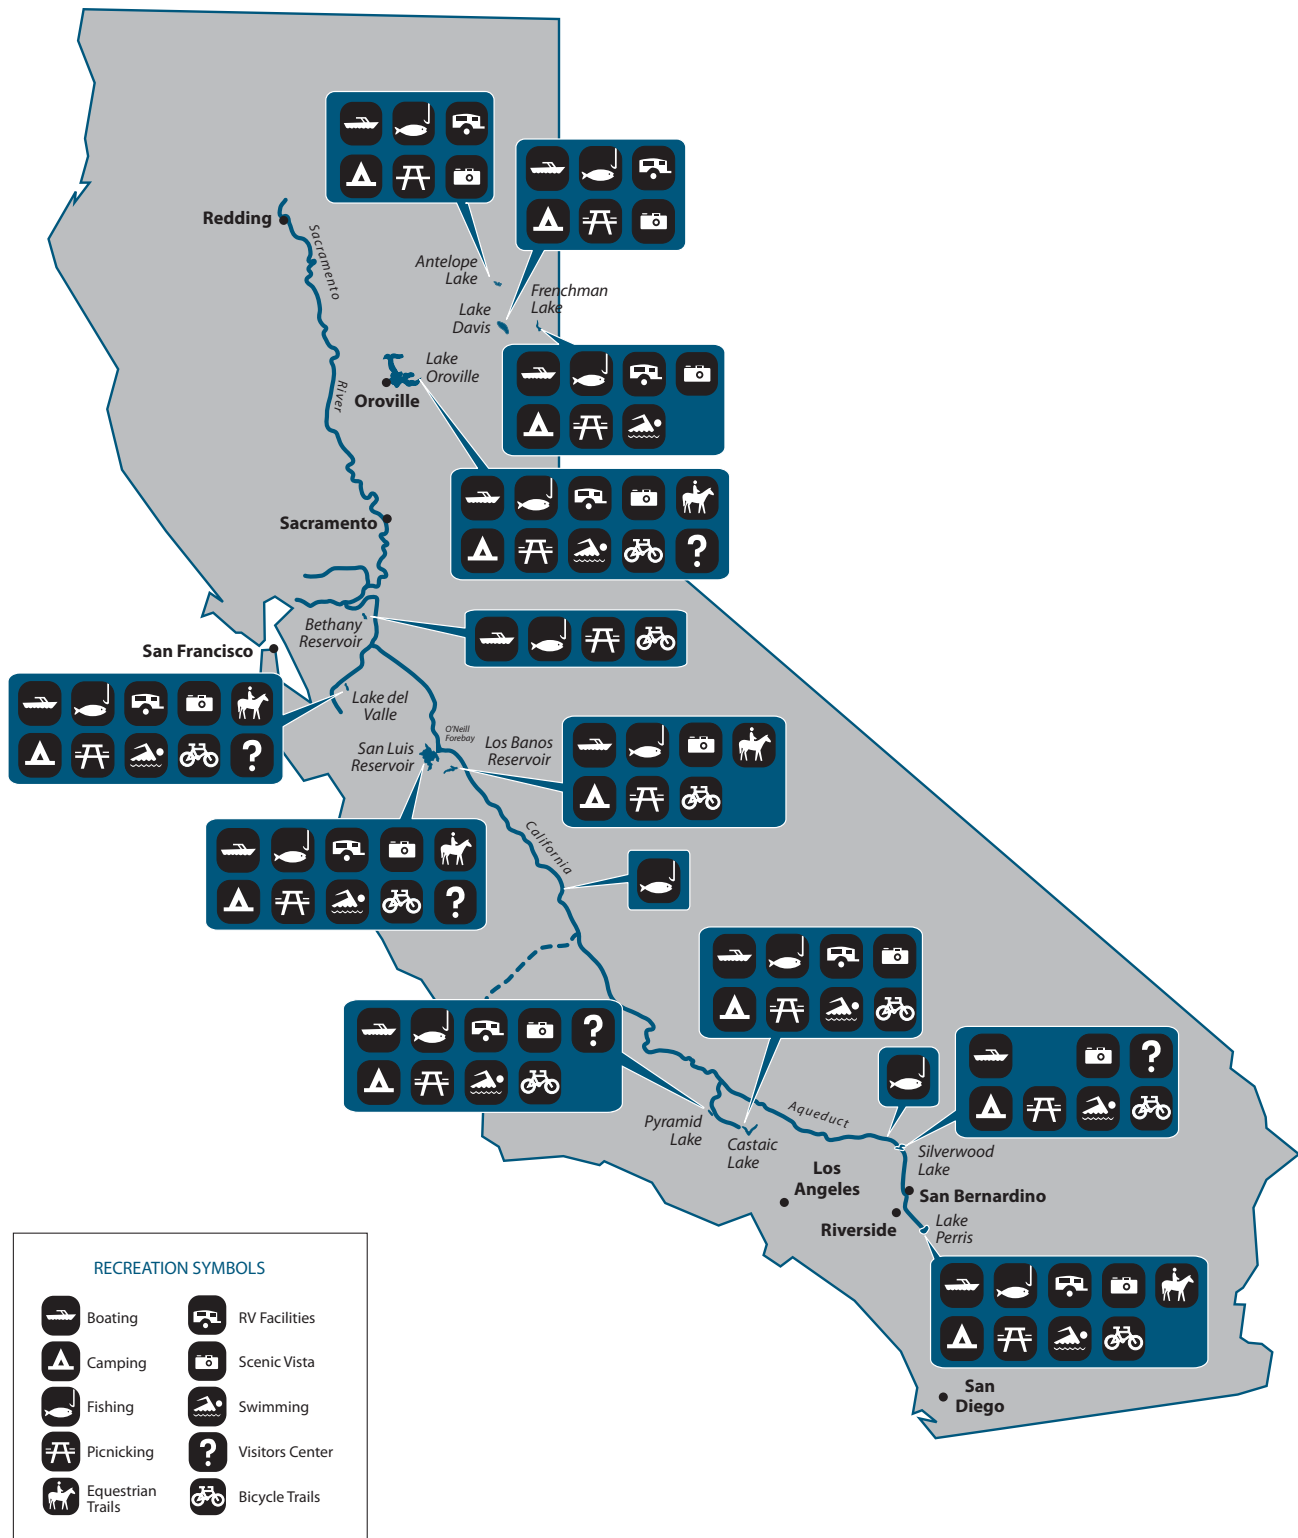 Redding
Sacramento
River
Antelope
Lake
Lake
Davis
Frenchman
Lake
Lake
Oroville
Oroville
Sacramento
Bethany
Reservoir
San Francisco
Lake del
Valle
O'Neill
Forebay
San Luis
Reservoir
Los Banos
Reservoir
California
Aqueduct
Pyramid
Lake
Castaic
Lake
Silverwood
Lake
Los
Angeles
San Bernardino
Riverside
Lake
Perris
San
Diego
RECREATION SYMBOLS
Boating
RV Facilities
Camping
Scenic Vista
Fishing
Swimming
Picnicking
Visitors Center
Equestrian
Trails
Bicycle Trails